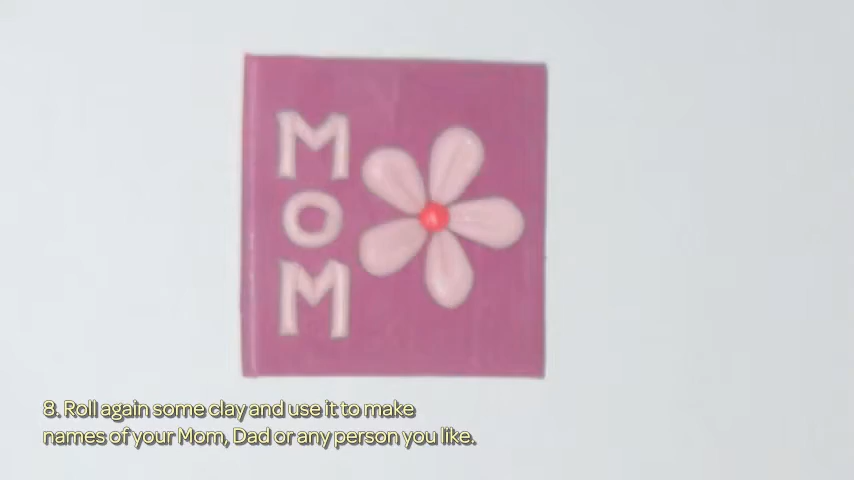 M
O
M
8. Roll again some clay and use it to make
names of your Mom, Dad or any person you like.